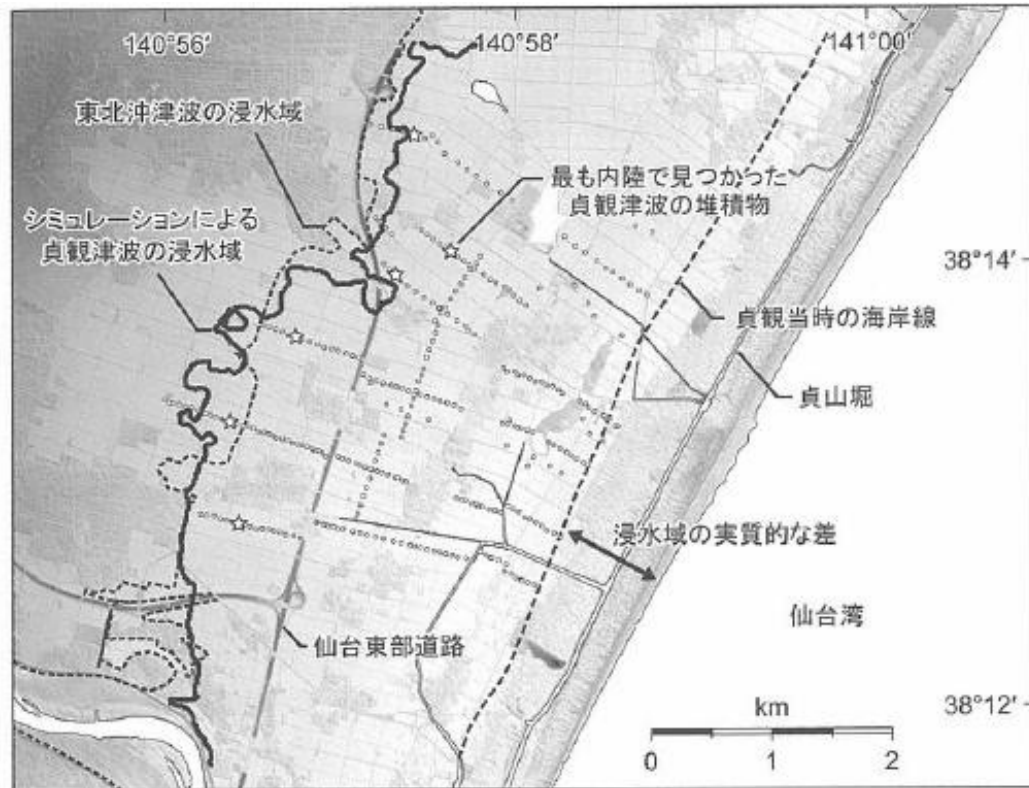 140°56′
140°58′
141°00′
東北沖津波の浸水域
最も内陸で見つかった
貞観津波の堆積物
シミュレーションによる
貞観津波の浸水域
38°14′
貞観当時の海岸線
貞山堀
浸水域の実質的な差
仙台湾
仙台東部道路
38°12′
km
0 1 2